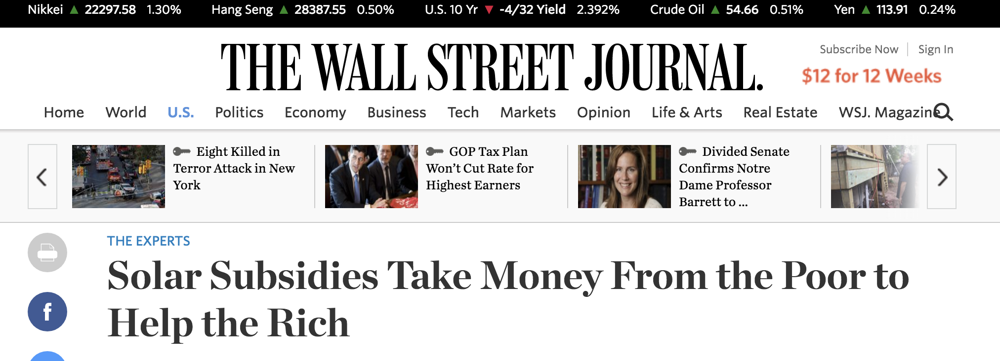 Nikkei ▲ 22297.58 1.30% Hang Seng ▲ 28387.55 0.50% U.S. 10 Yr ▼ -4/32 Yield 2.392% Crude Oil ▲ 54.66 0.51% Yen ▲ 113.91 0.24%
THE WALL STREET JOURNAL.
Subscribe Now | Sign In
$12 for 12 Weeks
Home World U.S. Politics Economy Business Tech Markets Opinion Life & Arts Real Estate WSJ. Magazine
Eight Killed in
Terror Attack in New
York
GOP Tax Plan
Won’t Cut Rate for
Highest Earners
Divided Senate
Confirms Notre
Dame Professor
Barrett to ...
THE EXPERTS
Solar Subsidies Take Money From the Poor to
Help the Rich
f